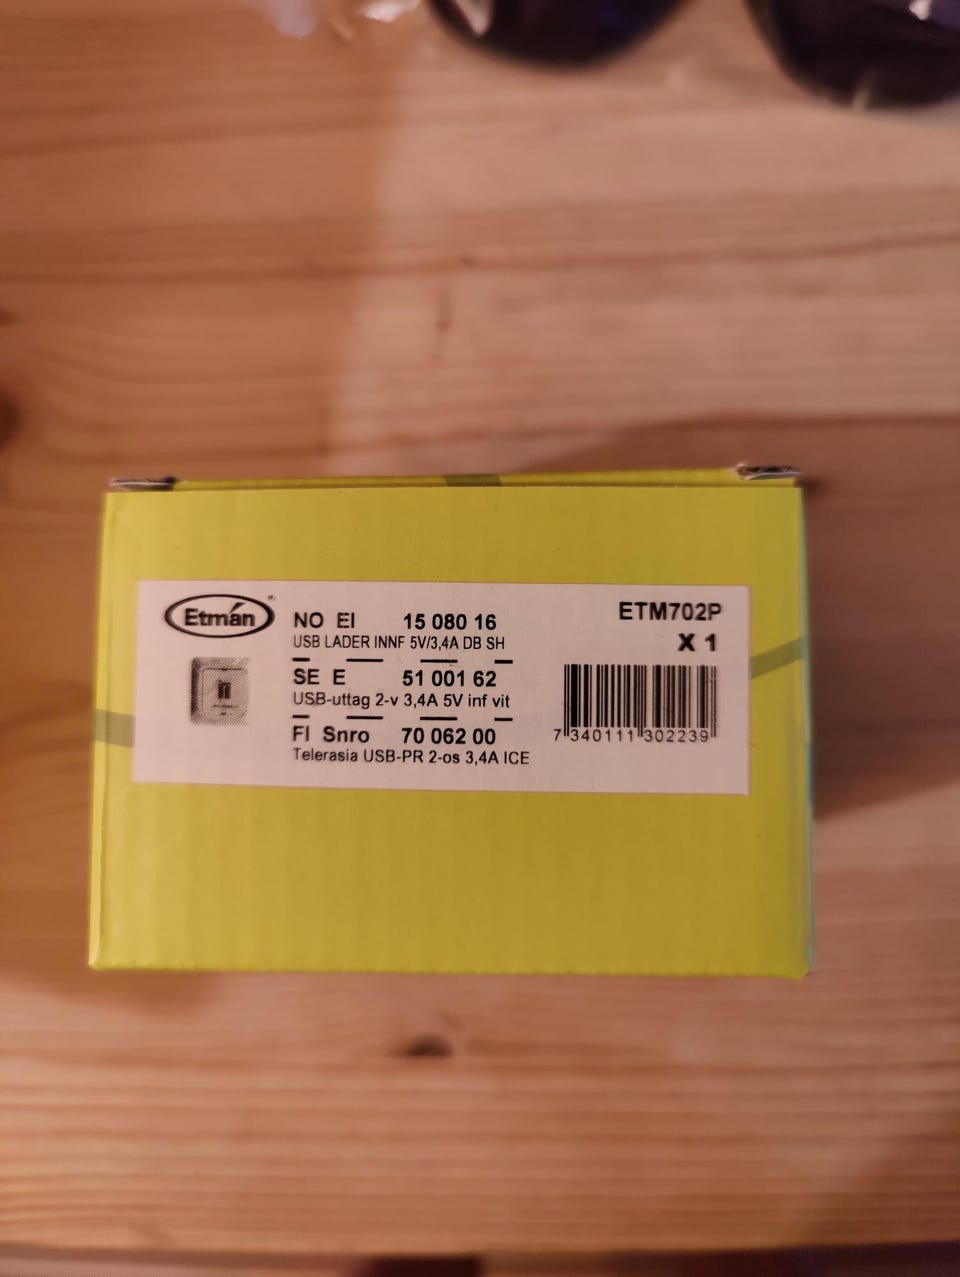 Etmán®
NO EI 15 080 16
USB LADER INNF 5V/3,4A DB SH
SE E 51 001 62
USB-uttag 2-v 3,4A 5V inf vit
FI Snro 70 062 00
Telerasia USB-PR 2-os 3,4A ICE
ETM702P
X 1
7 340111 302239